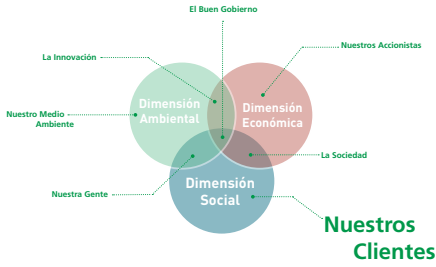 El Buen Gobierno
La Innovación
Nuestros Accionistas
Dimensión
Ambiental
Dimensión
Económica
Nuestro Medio
Ambiente
La Sociedad
Nuestra Gente
Dimensión
Social
Nuestros
Clientes